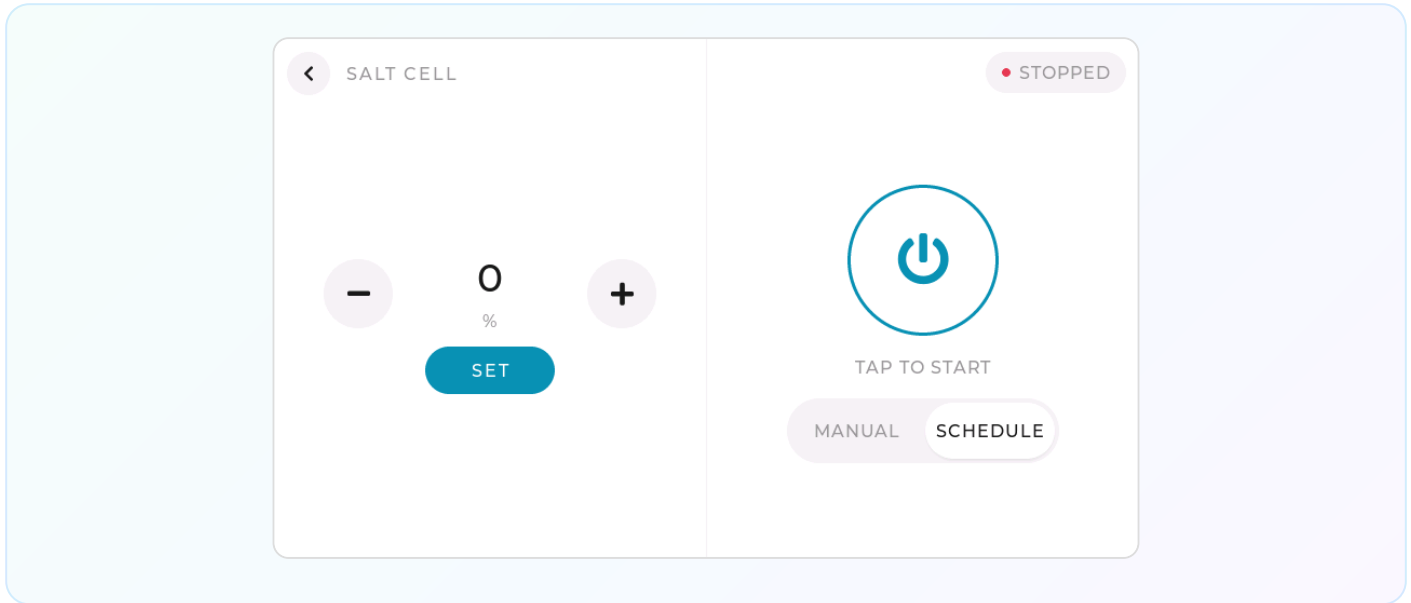 SALT CELL
STOPPED
0
%
SET
TAP TO START
MANUAL
SCHEDULE